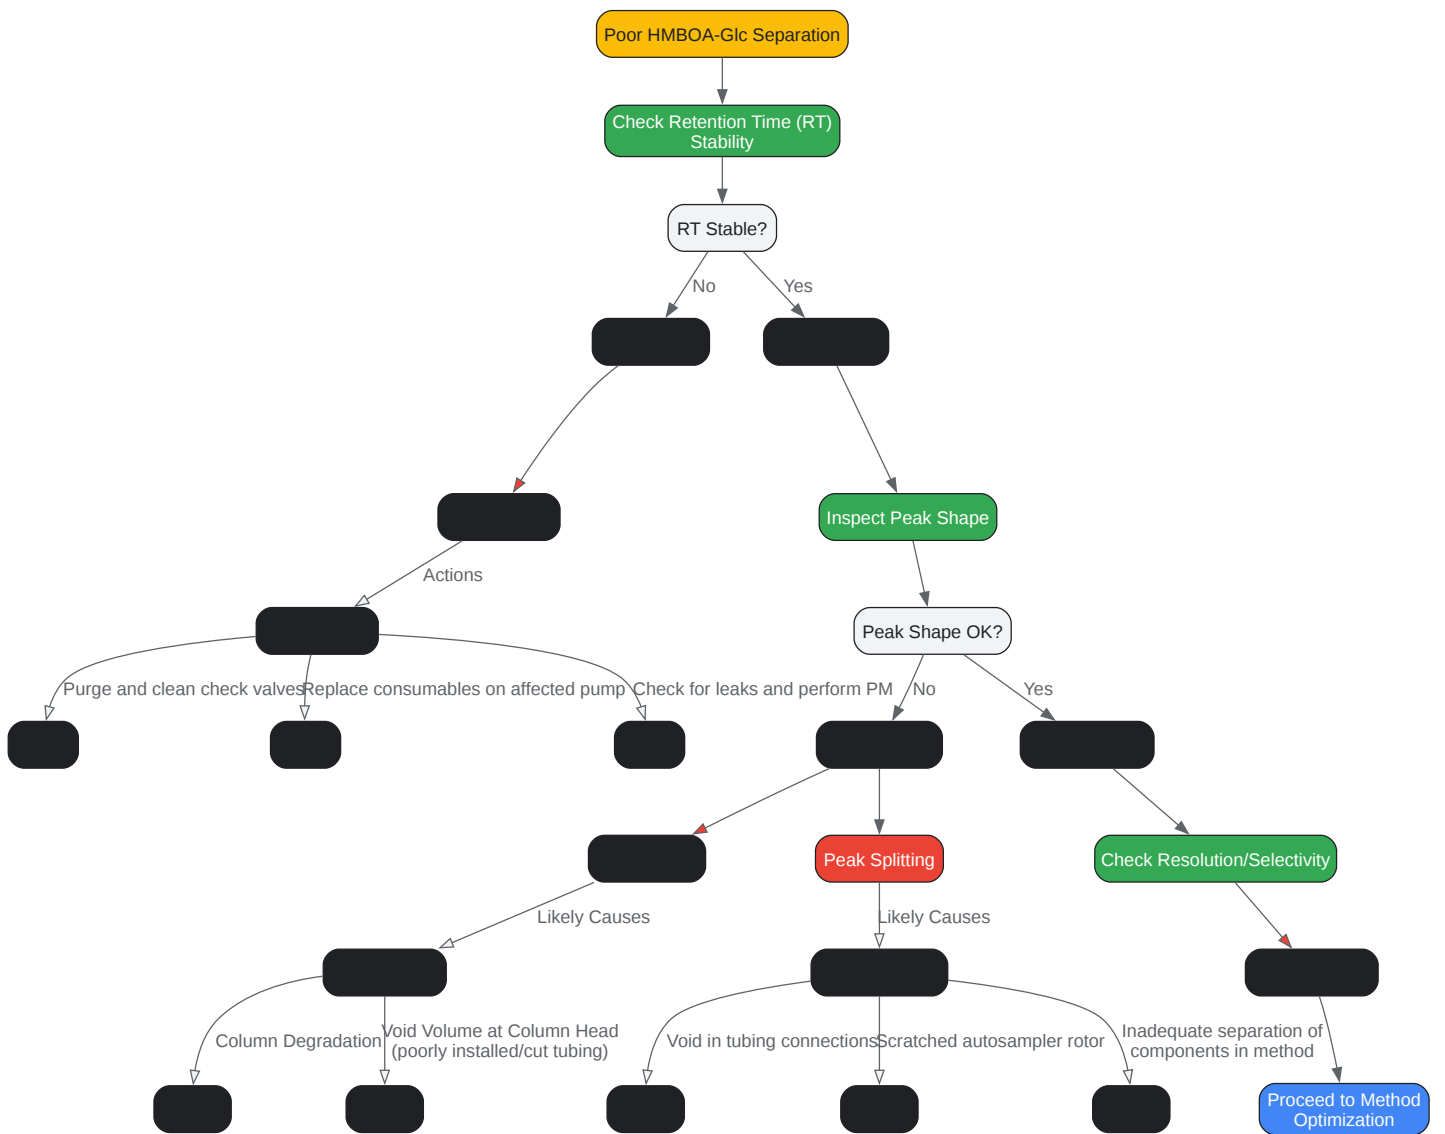 Poor HMBOA-Glc Separation
Check Retention Time (RT)
Stability
RT Stable?
No
Yes
Inspect Peak Shape
Actions
Peak Shape OK?
Purge and clean check valves
Replace consumables on affected pump
Check for leaks and perform PM
No
Yes
Peak Splitting
Check Resolution/Selectivity
Likely Causes
Likely Causes
Column Degradation
Void Volume at Column Head
(poorly installed/cut tubing)
Void in tubing connections
Scratched autosampler rotor
Inadequate separation of
components in method
Proceed to Method
Optimization